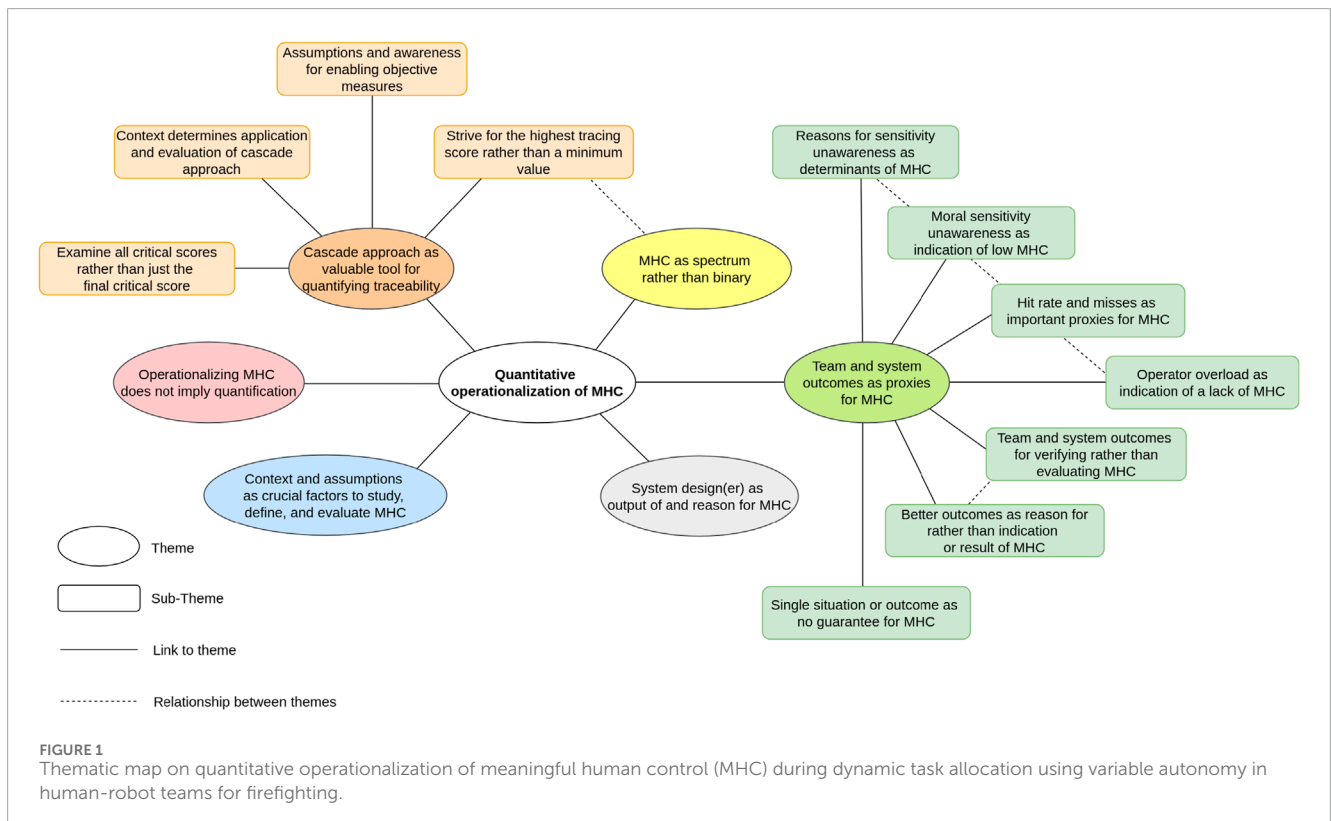 Assumptions and awareness
for enabling objective
measures
Context determines application
and evaluation of cascade
approach
Strive for the highest tracing
score rather than a minimum
value
Reasons for sensitivity
unawareness as
determinants of MHC
Moral sensitivity
unawareness as
indication of low MHC
Examine all critical scores
rather than just the
final critical score
Cascade approach as
valuable tool for
quantifying traceability
MHC as spectrum
rather than binary
Hit rate and misses as
important proxies for MHC
Operationalizing MHC
does not imply quantification
Quantitative
operationalization of MHC
Team and system
outcomes as proxies
for MHC
Operator overload as
indication of a lack of MHC
Team and system outcomes
for verifying rather than
evaluating MHC
Context and assumptions
as crucial factors to study,
define, and evaluate MHC
System design(er) as
output of and reason for MHC
Better outcomes as reason for
rather than indication
or result of MHC
Single situation or outcome as
no guarantee for MHC
Theme
Sub-Theme
Link to theme
Relationship between themes
FIGURE 1
Thematic map on quantitative operationalization of meaningful human control (MHC) during dynamic task allocation using variable autonomy in
human-robot teams for firefighting.